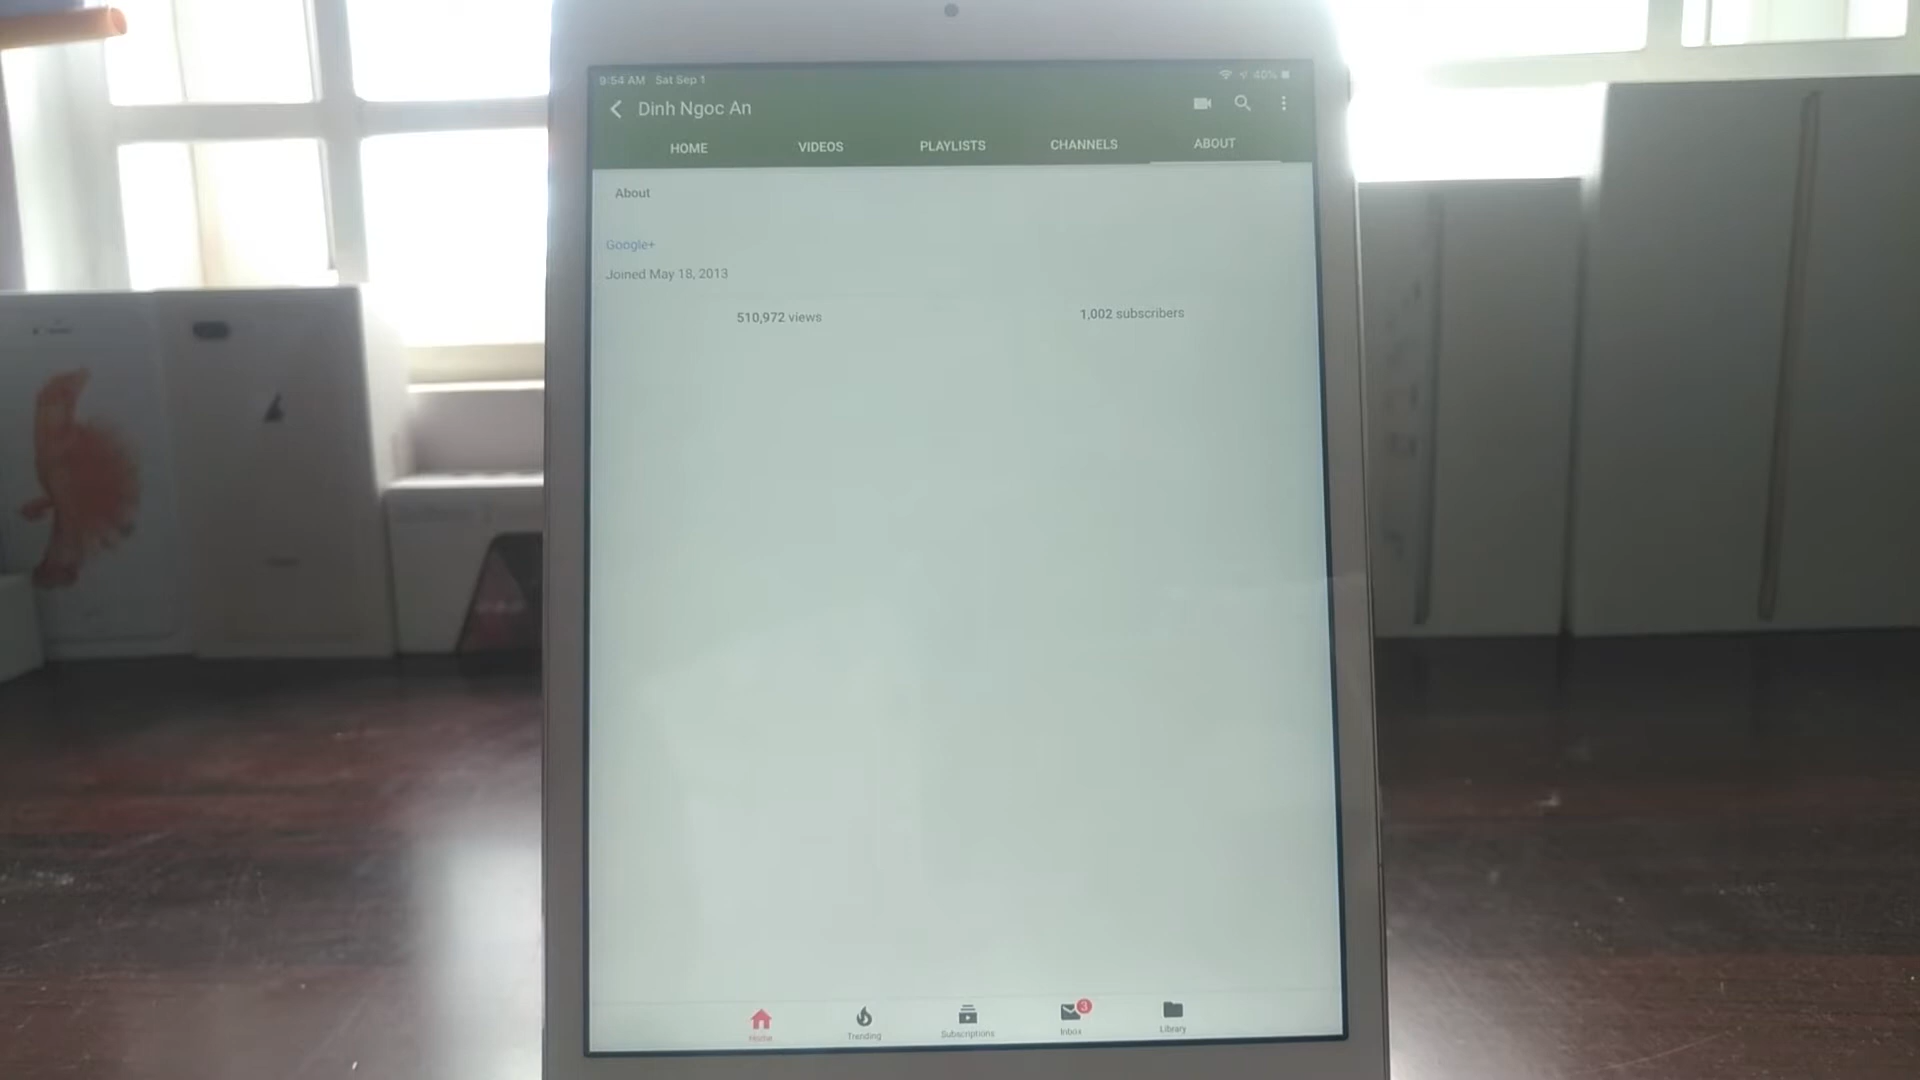 9:54 AM Sat Sep 1
40%
Dinh Ngoc An
HOME VIDEOS PLAYLISTS CHANNELS ABOUT
About
Google+
Joined May 18, 2013
510,972 views 1,002 subscribers
3
Home Trending Subscriptions Inbox Library